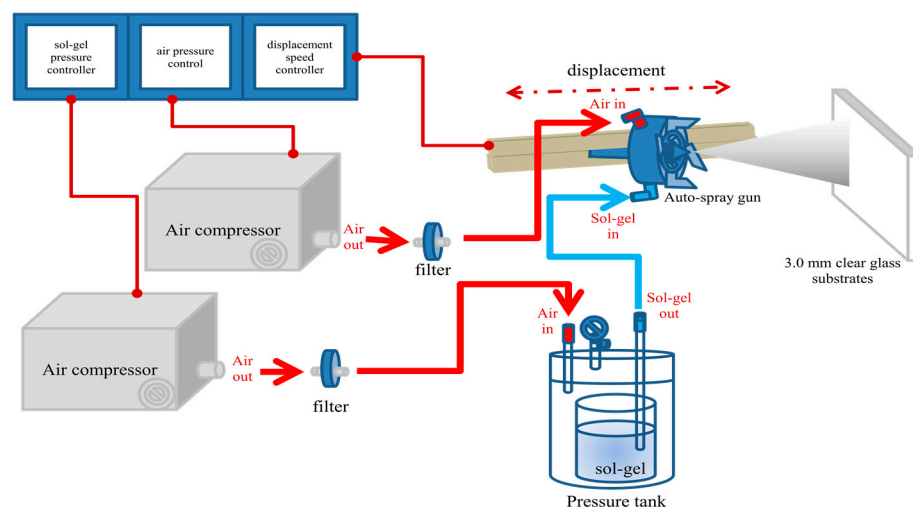 sol-gel
pressure
controller
air pressure
control
displacement
speed
controller
displacement
Air in
Auto-spray gun
Sol-gel
in
3.0 mm clear glass
substrates
Air compressor
Air
out
filter
Air compressor
Air
out
filter
Air
in
Sol-gel
out
sol-gel
Pressure tank